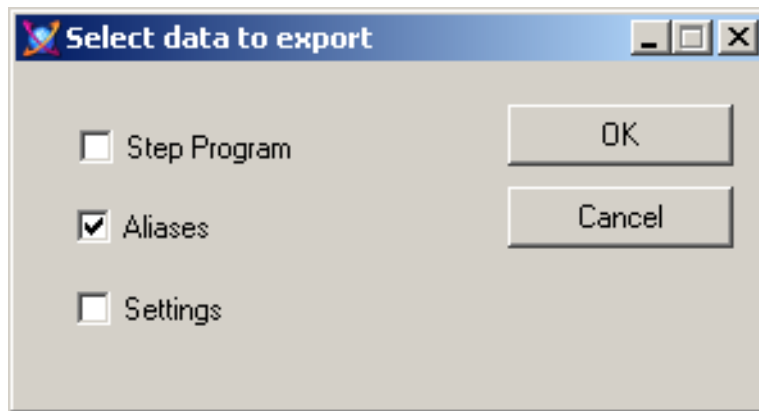 Select data to export
Step Program
OK
Aliases
Cancel
Settings